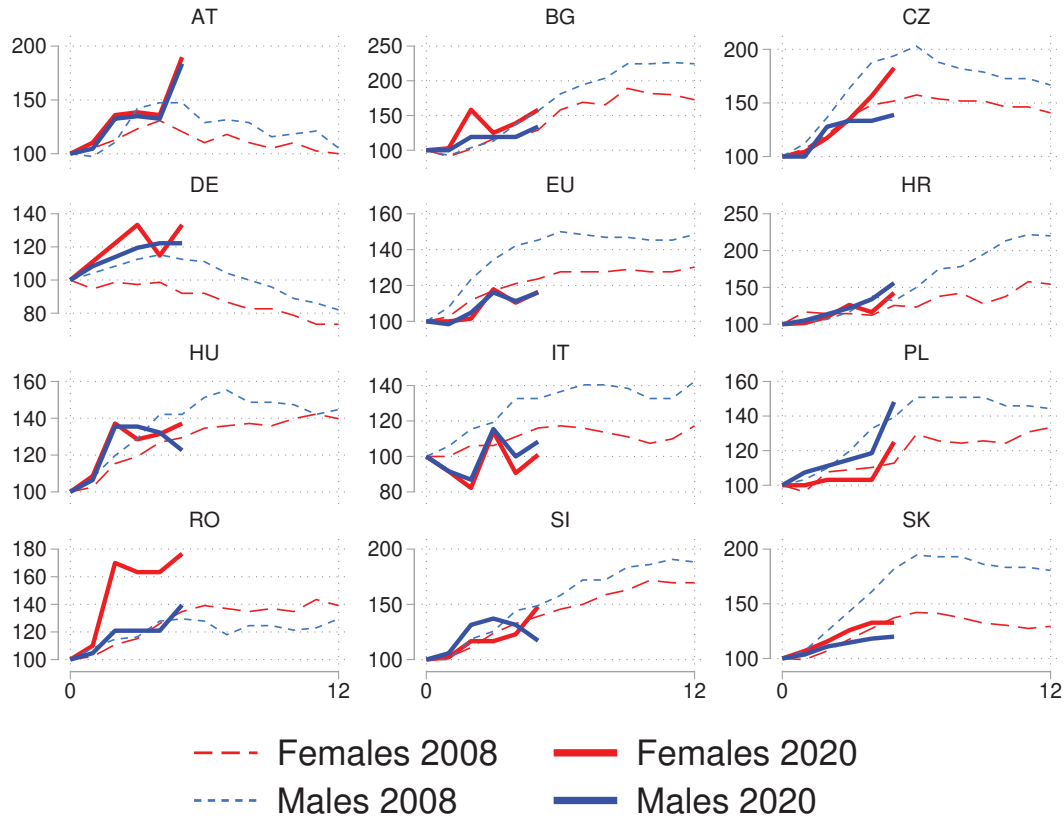 AT BG CZ
200 250 200
150 200 150
100 150 100
100
DE EU HR
140 160 250
120 140 200
100 120 150
80 100 100
HU IT PL
160 140 160
140 120 140
120 100 120
100 80 100
RO SI SK
180 200 200
160 150 150
140 100 100
120
100
0 12 0 12 0 12
Females 2008 Females 2020
Males 2008 Males 2020